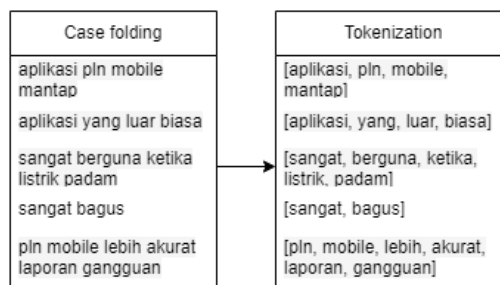 Case folding
aplikasi pln mobile
mantap
aplikasi yang luar biasa
sangat berguna ketika
listrik padam
sangat bagus
pln mobile lebih akurat
laporan gangguan
Tokenization
[aplikasi, pln, mobile,
mantap]
[aplikasi, yang, luar, biasa]
[sangat, berguna, ketika,
listrik, padam]
[sangat, bagus]
[pln, mobile, lebih, akurat,
laporan, gangguan]